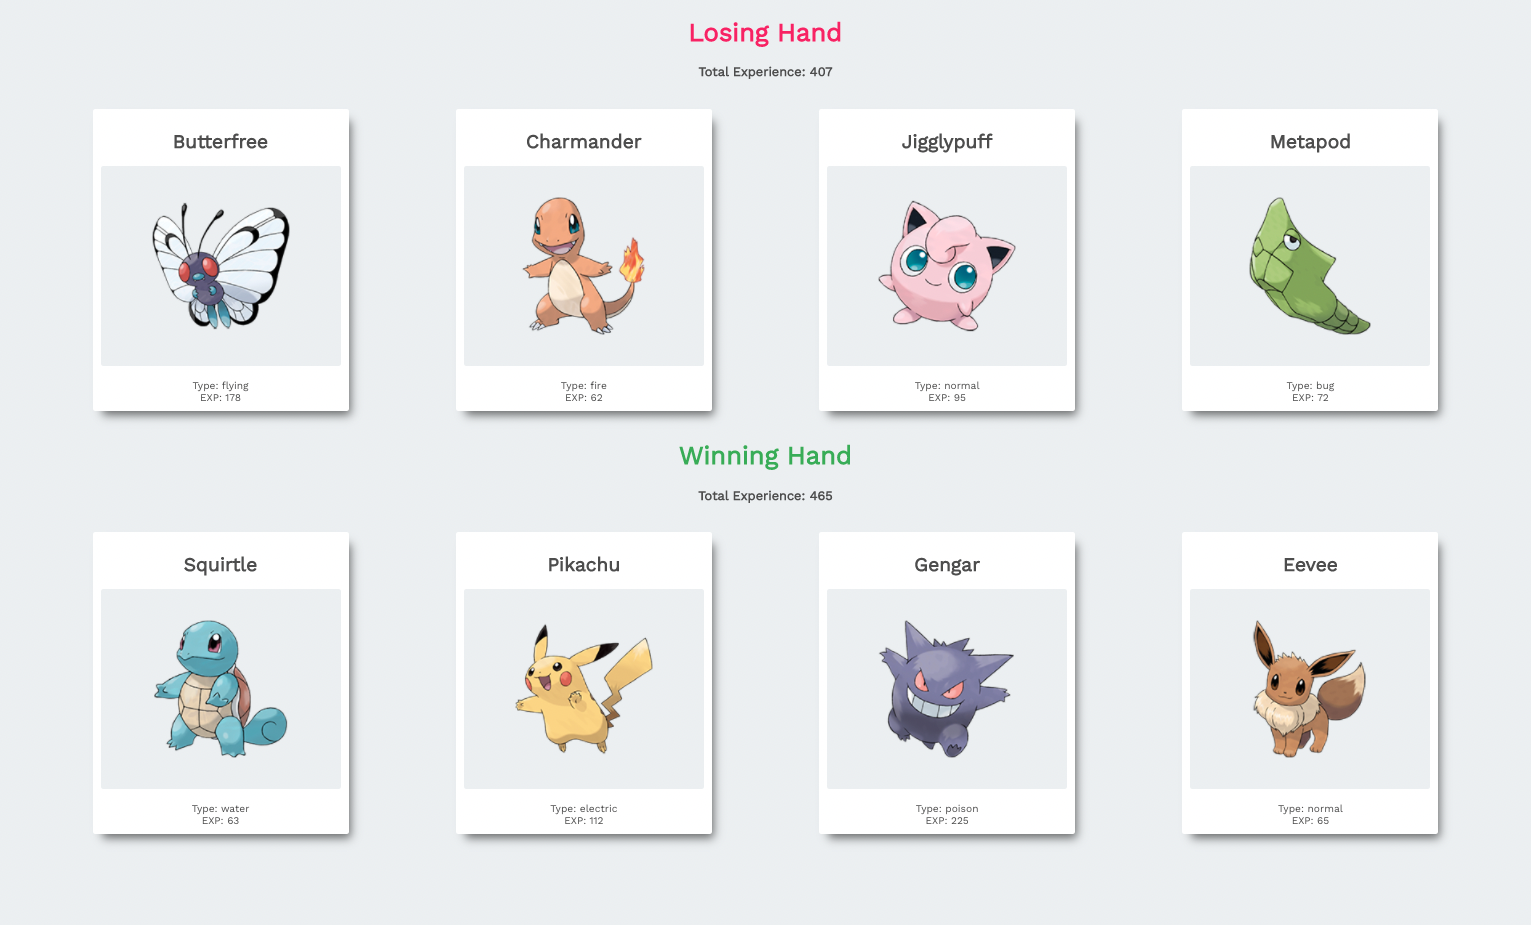 Losing Hand
Total Experience: 407
Butterfree
Type: flying
EXP: 178
Charmander
Type: fire
EXP: 62
Jigglypuff
Type: normal
EXP: 95
Metapod
Type: bug
EXP: 72
Winning Hand
Total Experience: 465
Squirtle
Type: water
EXP: 63
Pikachu
Type: electric
EXP: 112
Gengar
Type: poison
EXP: 225
Eevee
Type: normal
EXP: 65